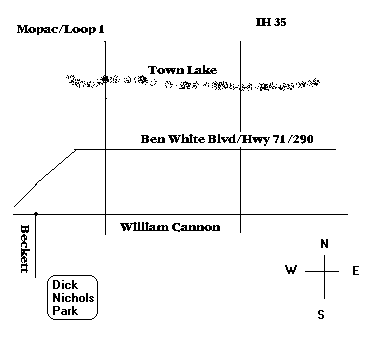 Mopac/Loop 1
IH 35
Town Lake
Ben White Blvd/Hwy 71/290
William Cannon
Beckett
Dick
Nichols
Park
N
W
E
S